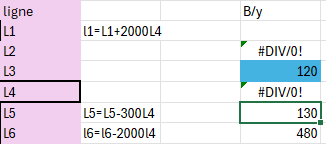 ligne B/y
L1 l1=L1+2000L4
L2 #DIV/0!
L3 120
L4 #DIV/0!
L5 L5=L5-300L4 130
L6 l6=l6-2000l4 480